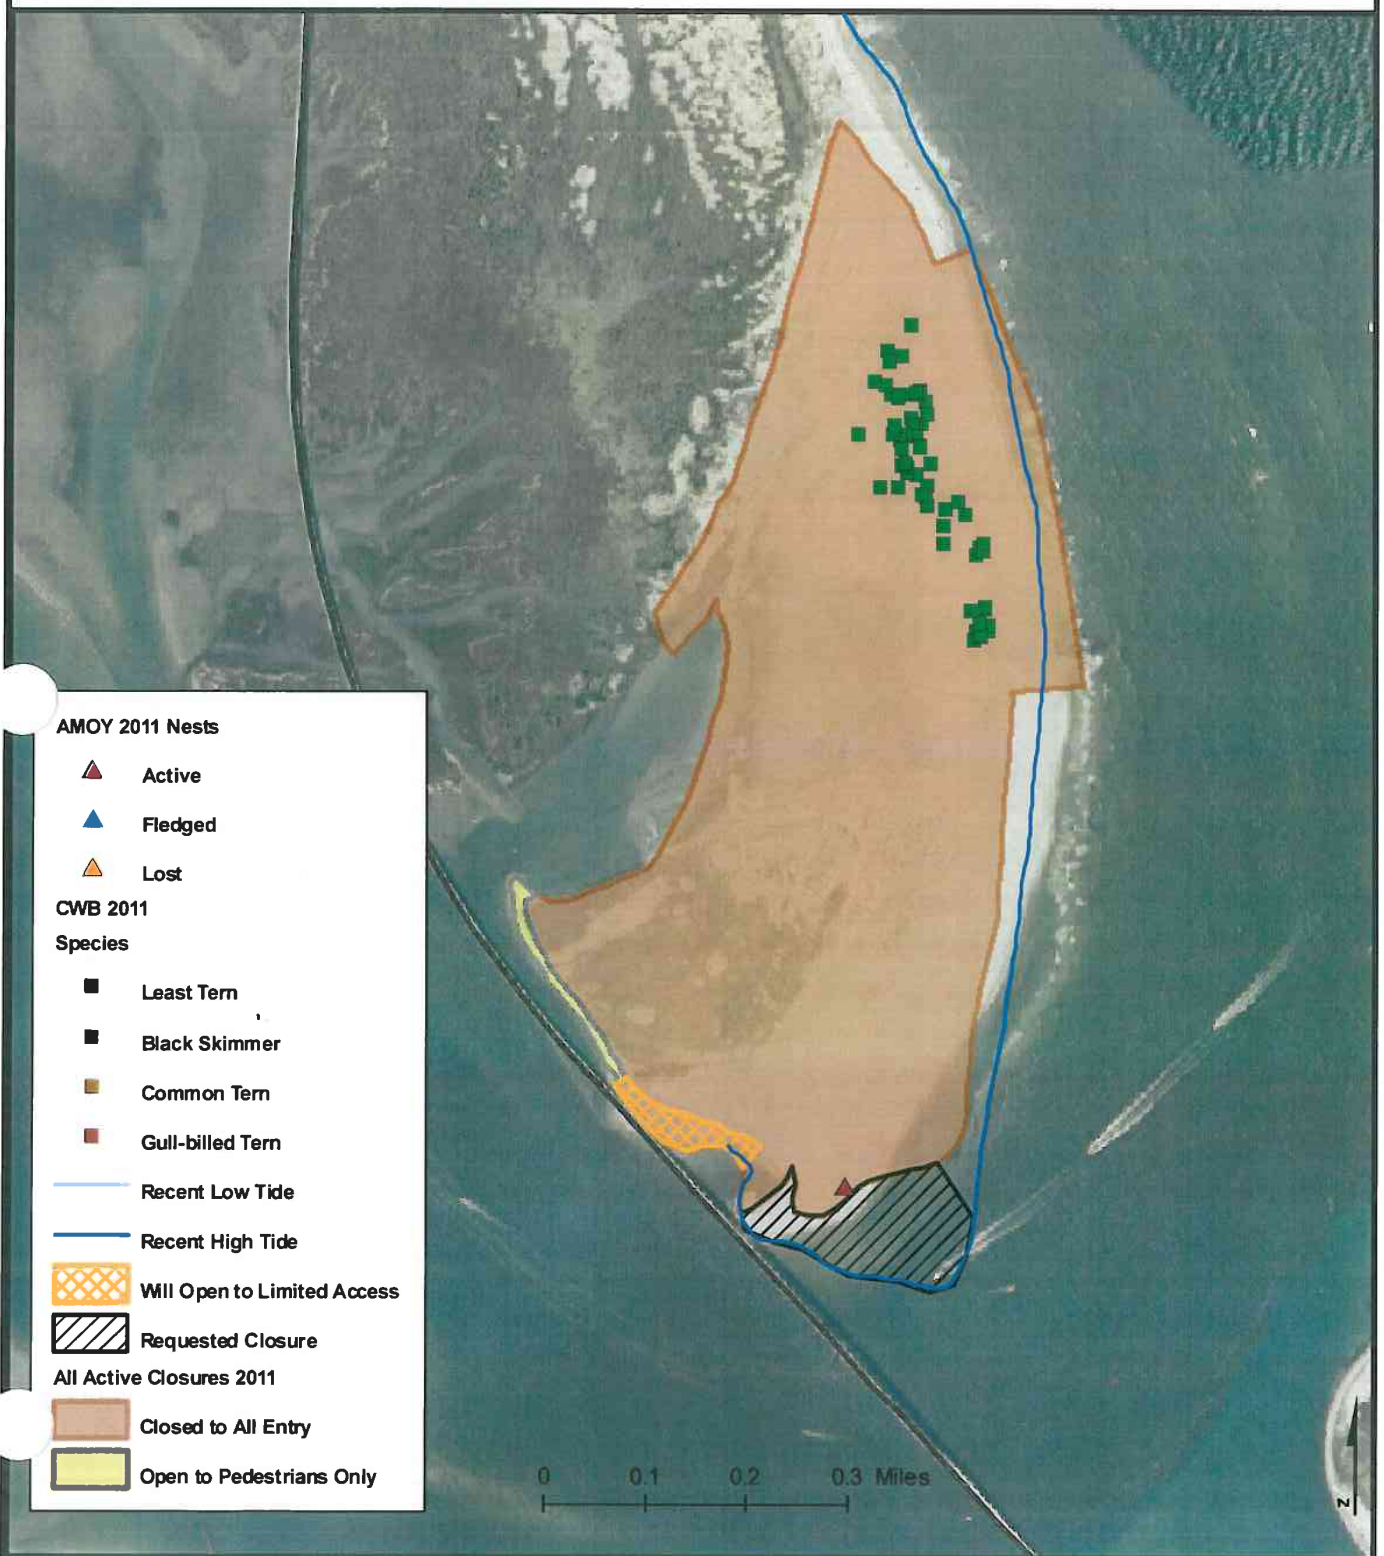 AMOY 2011 Nests
Active
Fledged
Lost
CWB 2011
Species
Least Tern
Black Skimmer
Common Tern
Gull-billed Tern
Recent Low Tide
Recent High Tide
Will Open to Limited Access
Requested Closure
All Active Closures 2011
Closed to All Entry
Open to Pedestrians Only
0 0.1 0.2 0.3 Miles
N